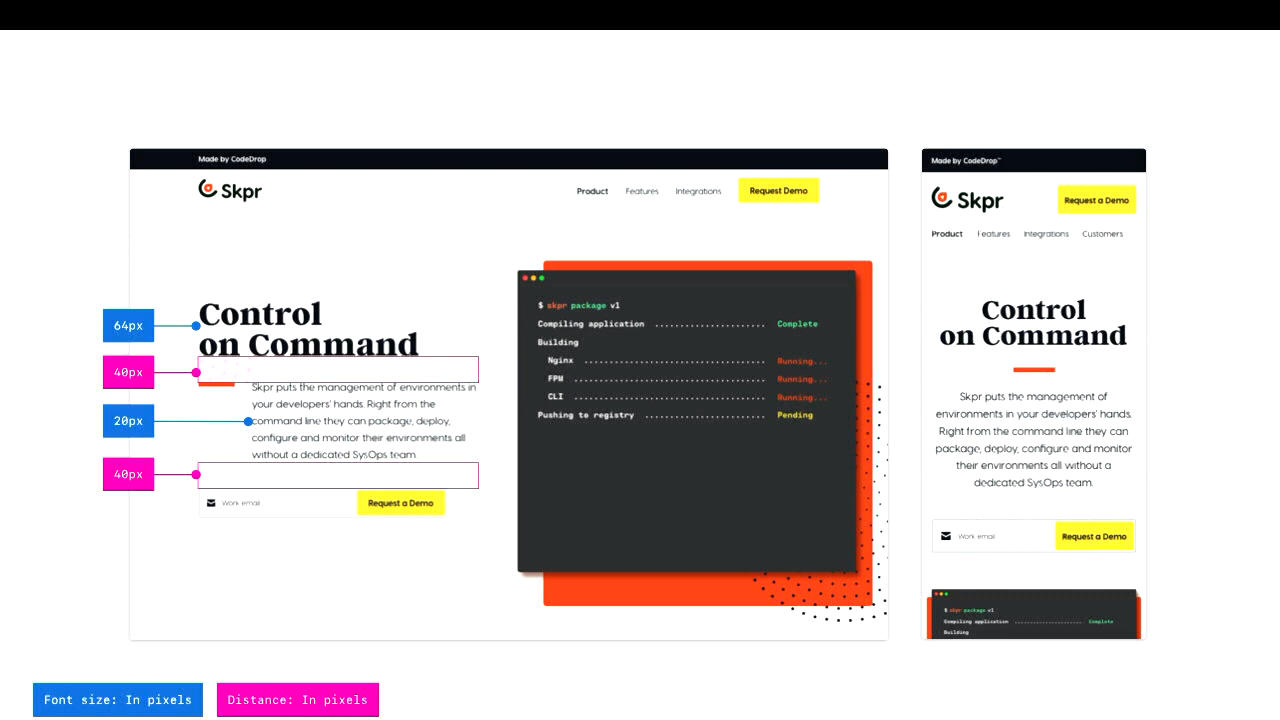 Made by CodeDrop
Skpr
Product Features Integrations Request Demo
Control
on Command
Skpr puts the management of environments in
your developers' hands. Right from the
command line they can package, deploy,
configure and monitor their environments all
without a dedicated SysOps team.
Work email Request a Demo
64px
40px
20px
40px
$ skpr package v1
Compiling application ...................... Complete
Building
Nginx ................................... Running...
FPM ..................................... Running...
CLI ..................................... Running...
Pushing to registry ........................ Pending
Made by CodeDrop™
Skpr Request a Demo
Product Features Integrations Customers
Control
on Command
Skpr puts the management of
environments in your developers' hands.
Right from the command line they can
package, deploy, configure and monitor
their environments all without a
dedicated SysOps team.
Work email Request a Demo
$ skpr package v1
Compiling application ...................... Complete
Building
Font size: In pixels
Distance: In pixels